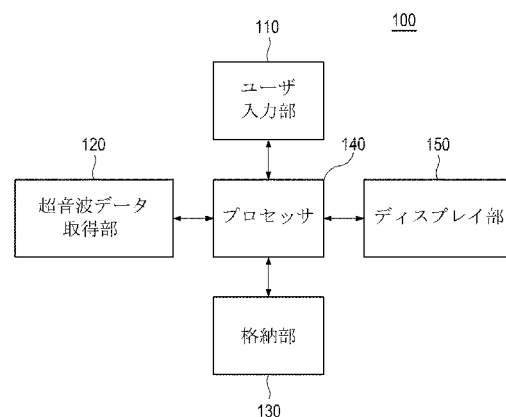 100
110
ユーザ
入力部
120
超音波データ
取得部
140
プロセッサ
150
ディスプレイ部
格納部
130